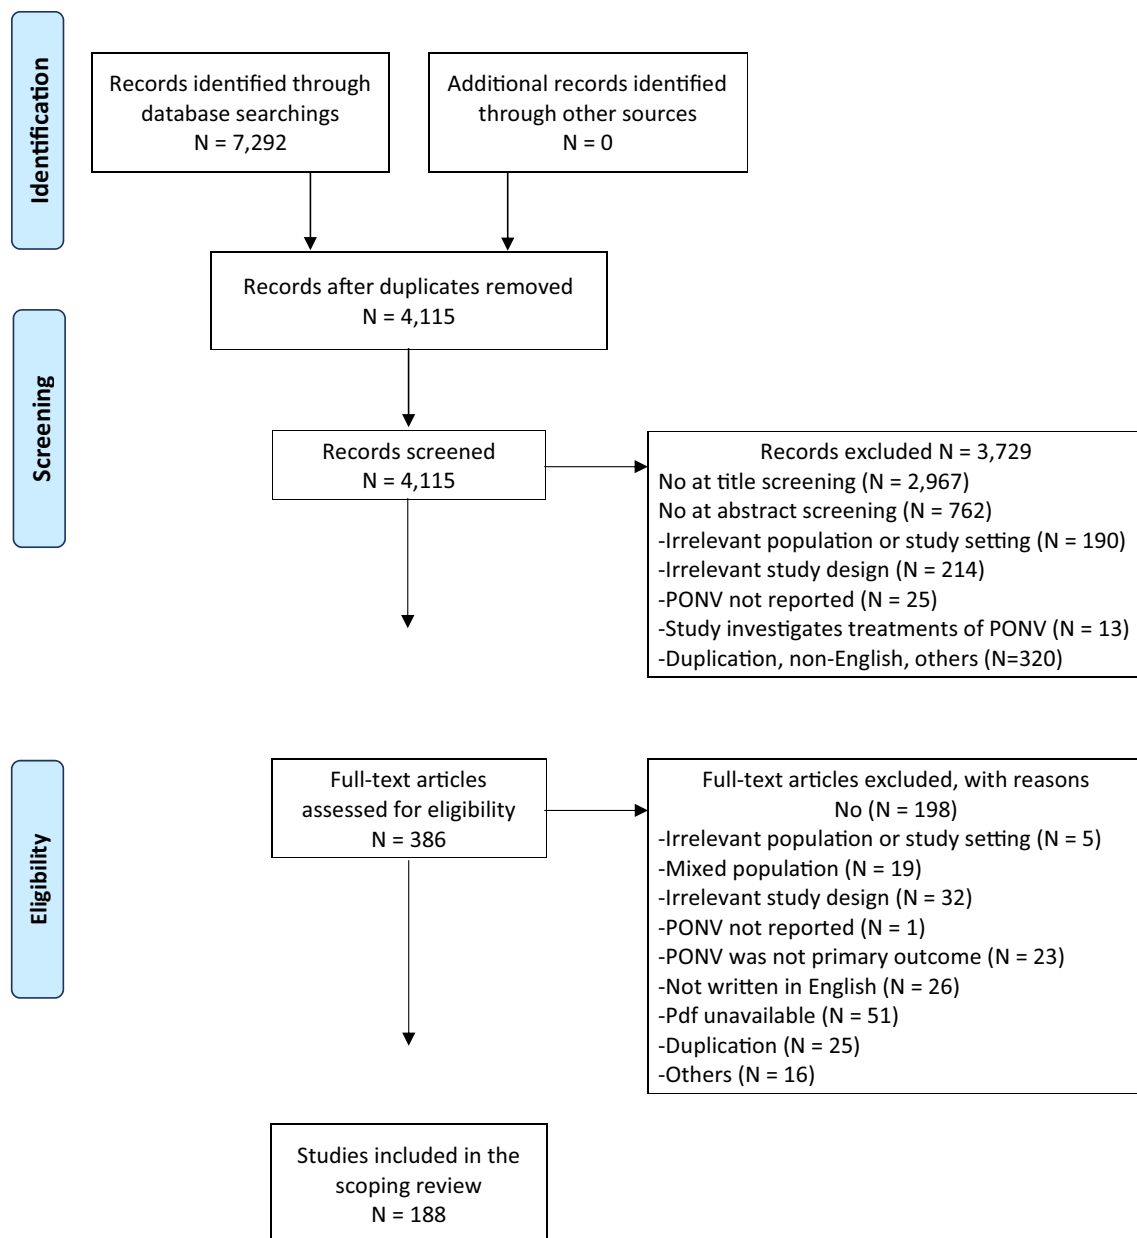 Identification
Records identified through
database searchings
N = 7,292
Additional records identified
through other sources
N = 0
Records after duplicates removed
N = 4,115
Screening
Records screened
N = 4,115
Records excluded N = 3,729
No at title screening (N = 2,967)
No at abstract screening (N = 762)
-Irrelevant population or study setting (N = 190)
-Irrelevant study design (N = 214)
-PONV not reported (N = 25)
-Study investigates treatments of PONV (N = 13)
-Duplication, non-English, others (N=320)
Eligibility
Full-text articles
assessed for eligibility
N = 386
Full-text articles excluded, with reasons
No (N = 198)
-Irrelevant population or study setting (N = 5)
-Mixed population (N = 19)
-Irrelevant study design (N = 32)
-PONV not reported (N = 1)
-PONV was not primary outcome (N = 23)
-Not written in English (N = 26)
-Pdf unavailable (N = 51)
-Duplication (N = 25)
-Others (N = 16)
Studies included in the
scoping review
N = 188